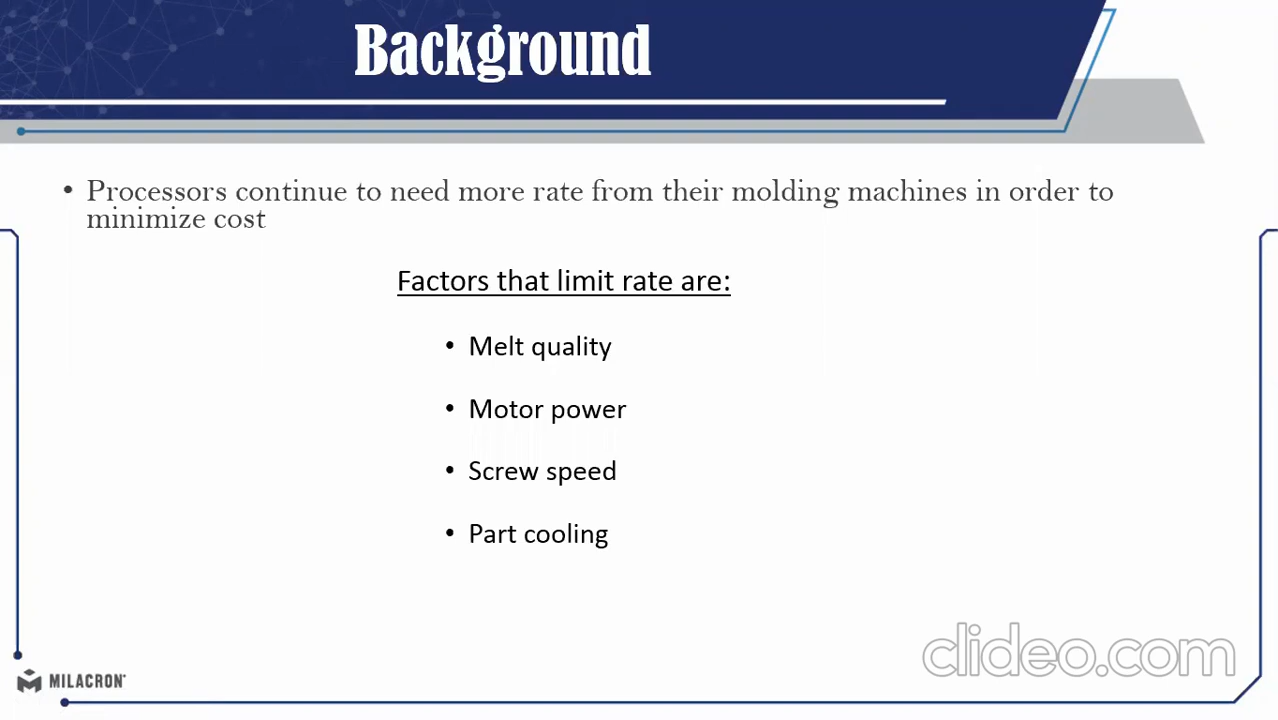 Background
• Processors continue to need more rate from their molding machines in order to
minimize cost
Factors that limit rate are:
• Melt quality
• Motor power
• Screw speed
• Part cooling
clideo.com
MILACRON